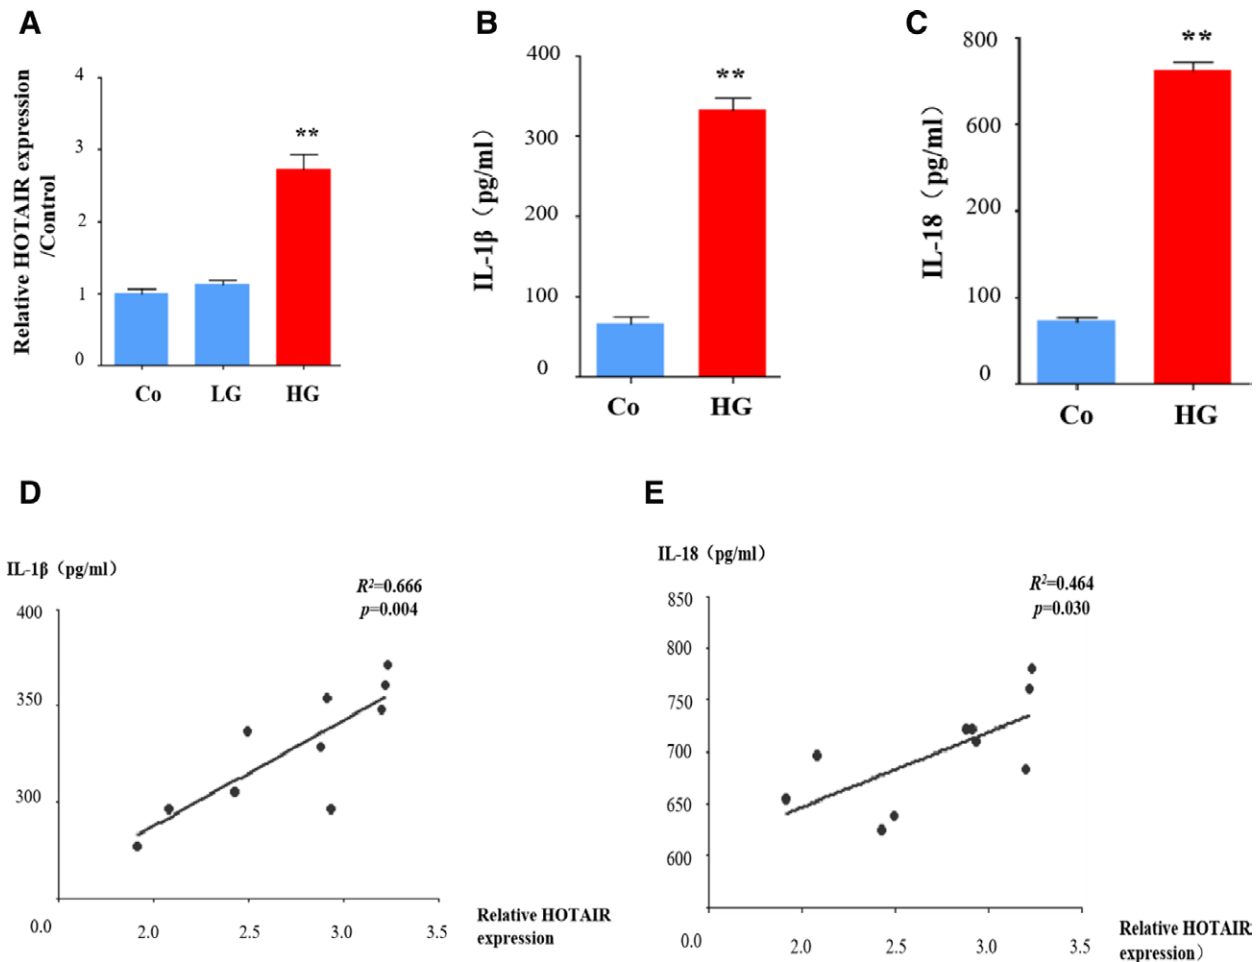 A
Relative HOTAIR expression
/Control
4
3
2
1
0
**
Co LG HG
B
IL-1β（pg/ml）
400
300
200
100
0
**
Co HG
C
IL-18（pg/ml）
800
600
200
100
0
**
Co HG
D
IL-1β（pg/ml）
R²=0.666
p=0.004
400
350
300
0.0 2.0 2.5 3.0 3.5
Relative HOTAIR
expression
E
IL-18（pg/ml）
R²=0.464
p=0.030
850
800
750
700
650
600
0.0 2.0 2.5 3.0 3.5
Relative HOTAIR
expression）